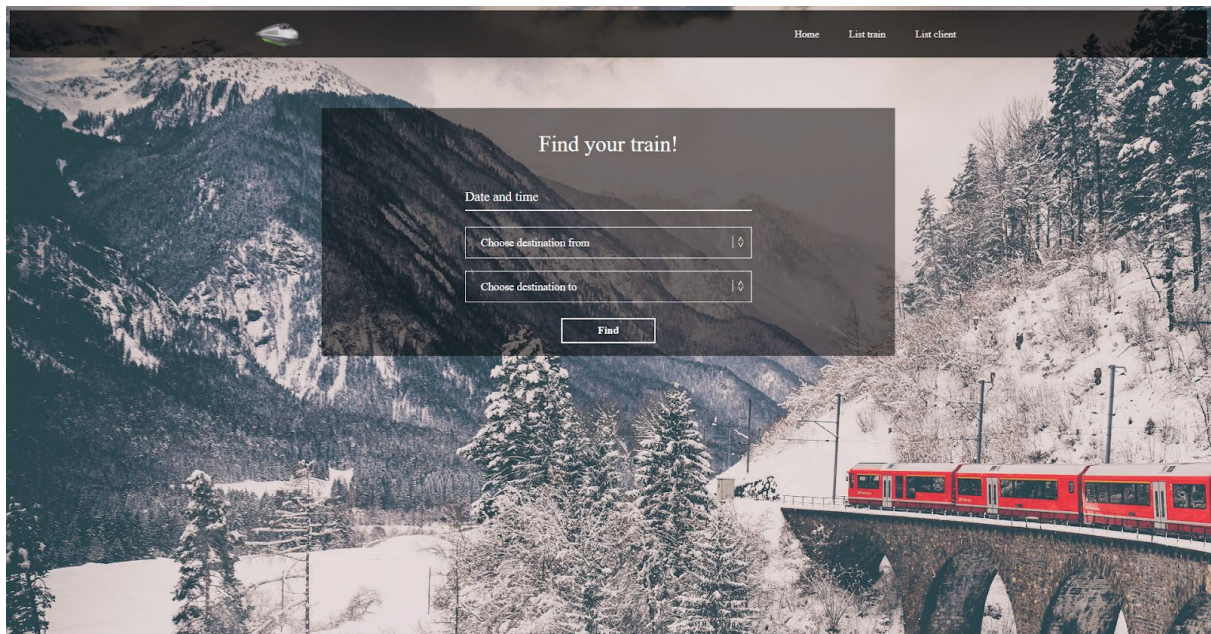 Home List train List client
Find your train!
Date and time
Choose destination from
Choose destination to
Find